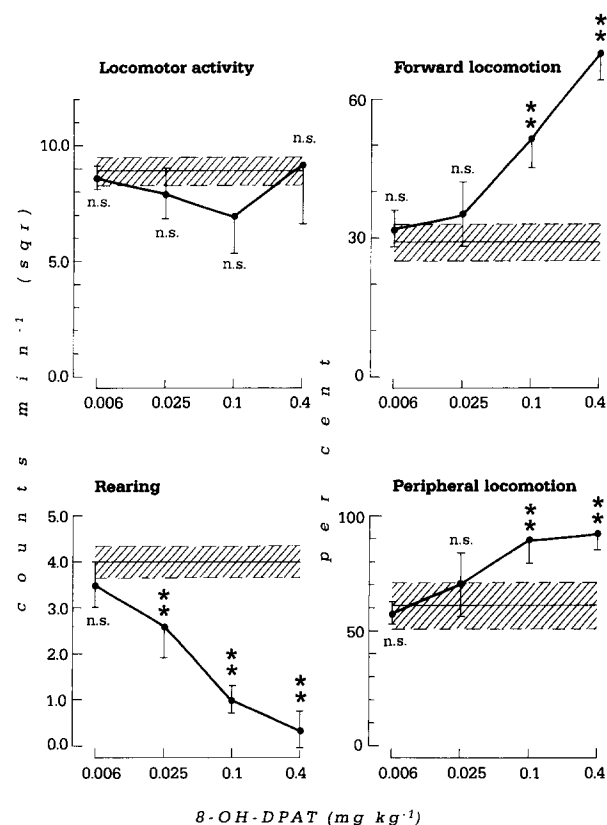 Locomotor activity
10.0
5.0
0.0
n.s.
n.s.
n.s.
n.s.
0.006 0.025 0.1 0.4
Forward locomotion
60
30
0
n.s.
n.s.
**
**
0.006 0.025 0.1 0.4
counts min⁻¹ (sqr)
per cent
Rearing
5.0
4.0
3.0
2.0
1.0
0.0
n.s.
**
**
**
0.006 0.025 0.1 0.4
Peripheral locomotion
100
50
0
n.s.
n.s.
**
**
0.006 0.025 0.1 0.4
8-OH-DPAT (mg kg⁻¹)